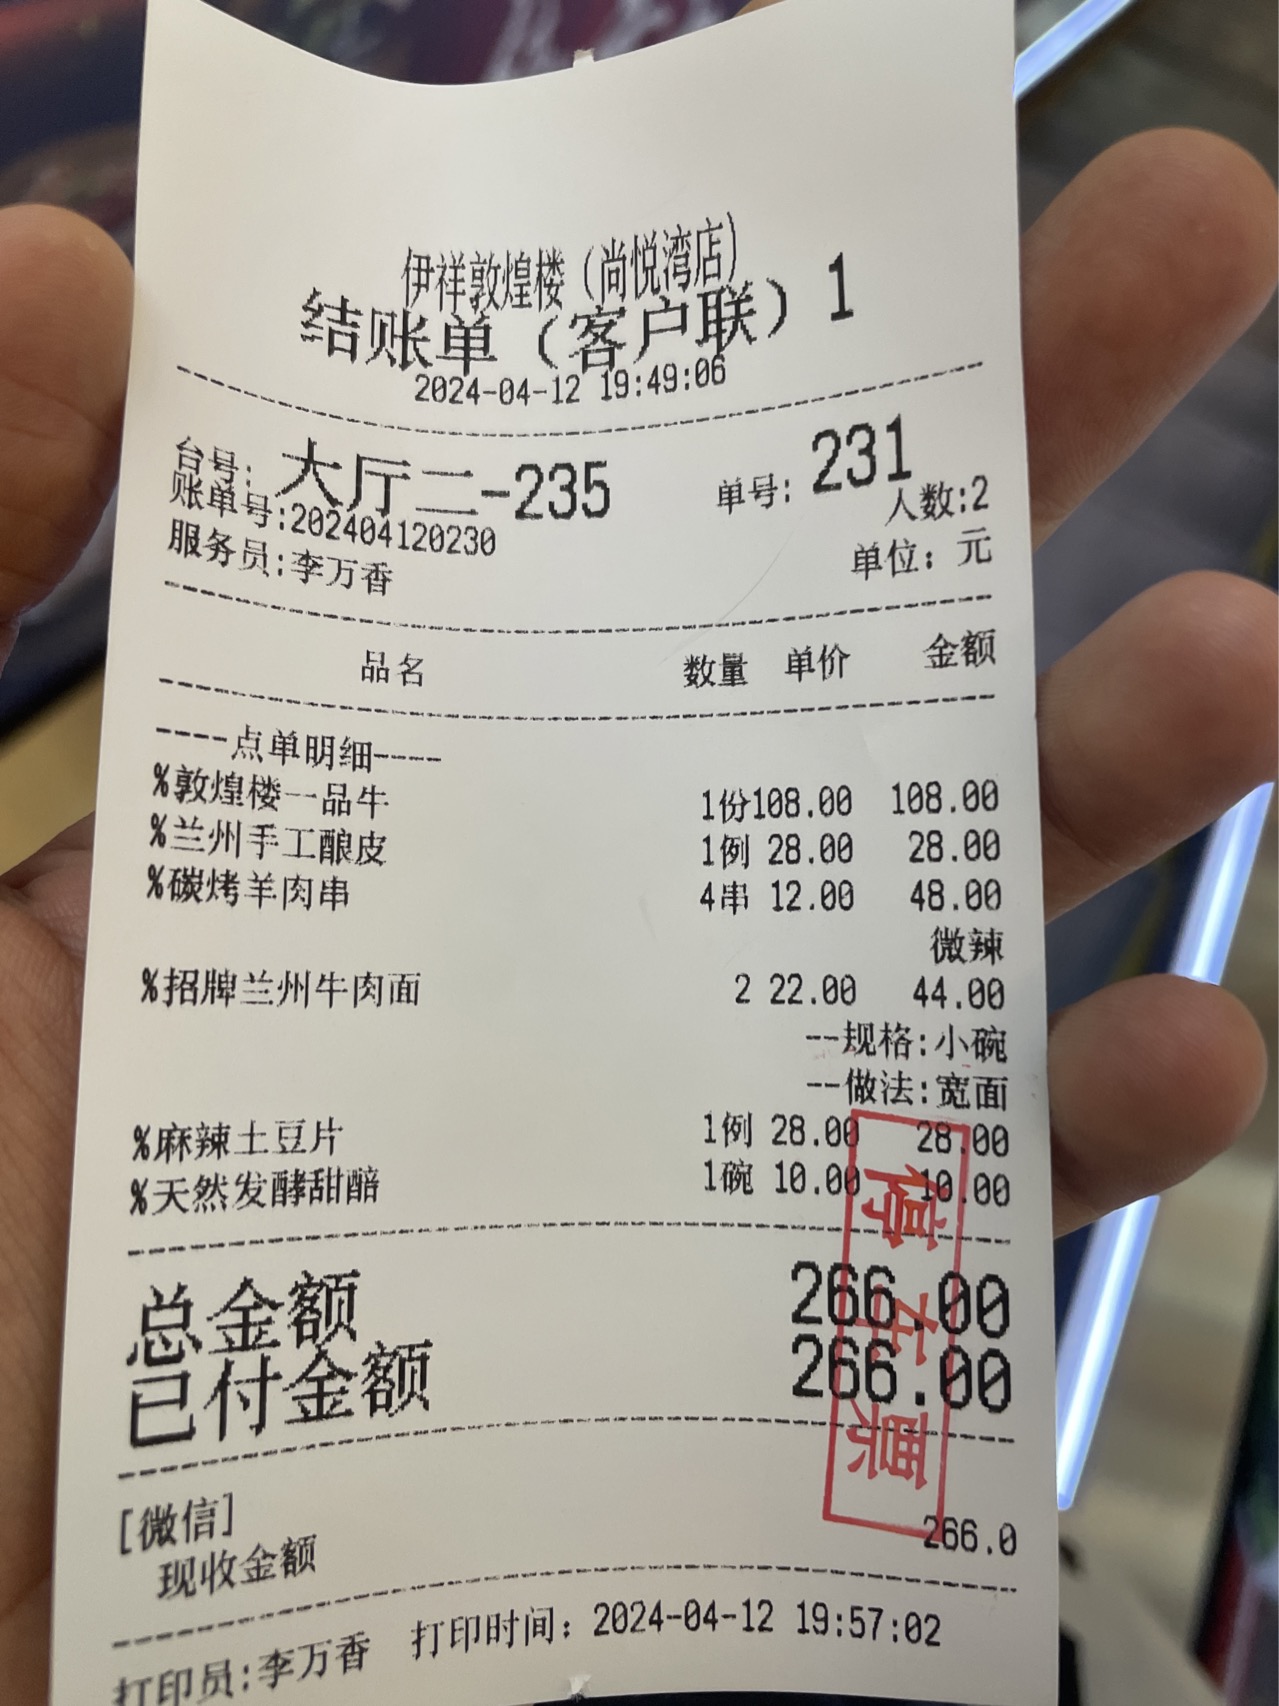 伊祥敦煌楼（尚悦湾店）
结账单（客户联）1
2024-04-12 19:49:06
台号: 大厅二-235 单号: 231
账单号:202404120230 人数:2
服务员:李万香 单位: 元
品名 数量 单价 金额
----点单明细----
%敦煌楼一品牛 1份108.00 108.00
%兰州手工酿皮 1例 28.00 28.00
%碳烤羊肉串 4串 12.00 48.00
微辣
%招牌兰州牛肉面 2 22.00 44.00
--规格:小碗
--做法:宽面
%麻辣土豆片 1例 28.00 28.00
%天然发酵甜醅 1碗 10.00 10.00
总金额 266.00
已付金额 266.00
[微信]
现收金额 266.0
打印员:李万香 打印时间: 2024-04-12 19:57:02
停车票